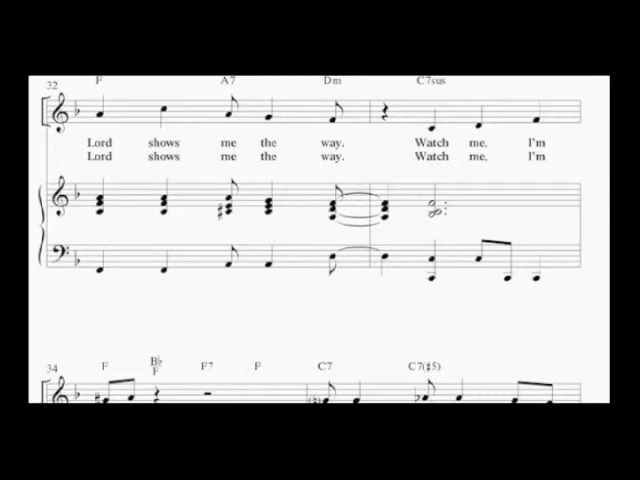 F A7 Dm C7sus
32
Lord shows me the way. Watch me, I'm
Lord shows me the way. Watch me, I'm
34
F B♭/F F7 F C7 C7(♯5)